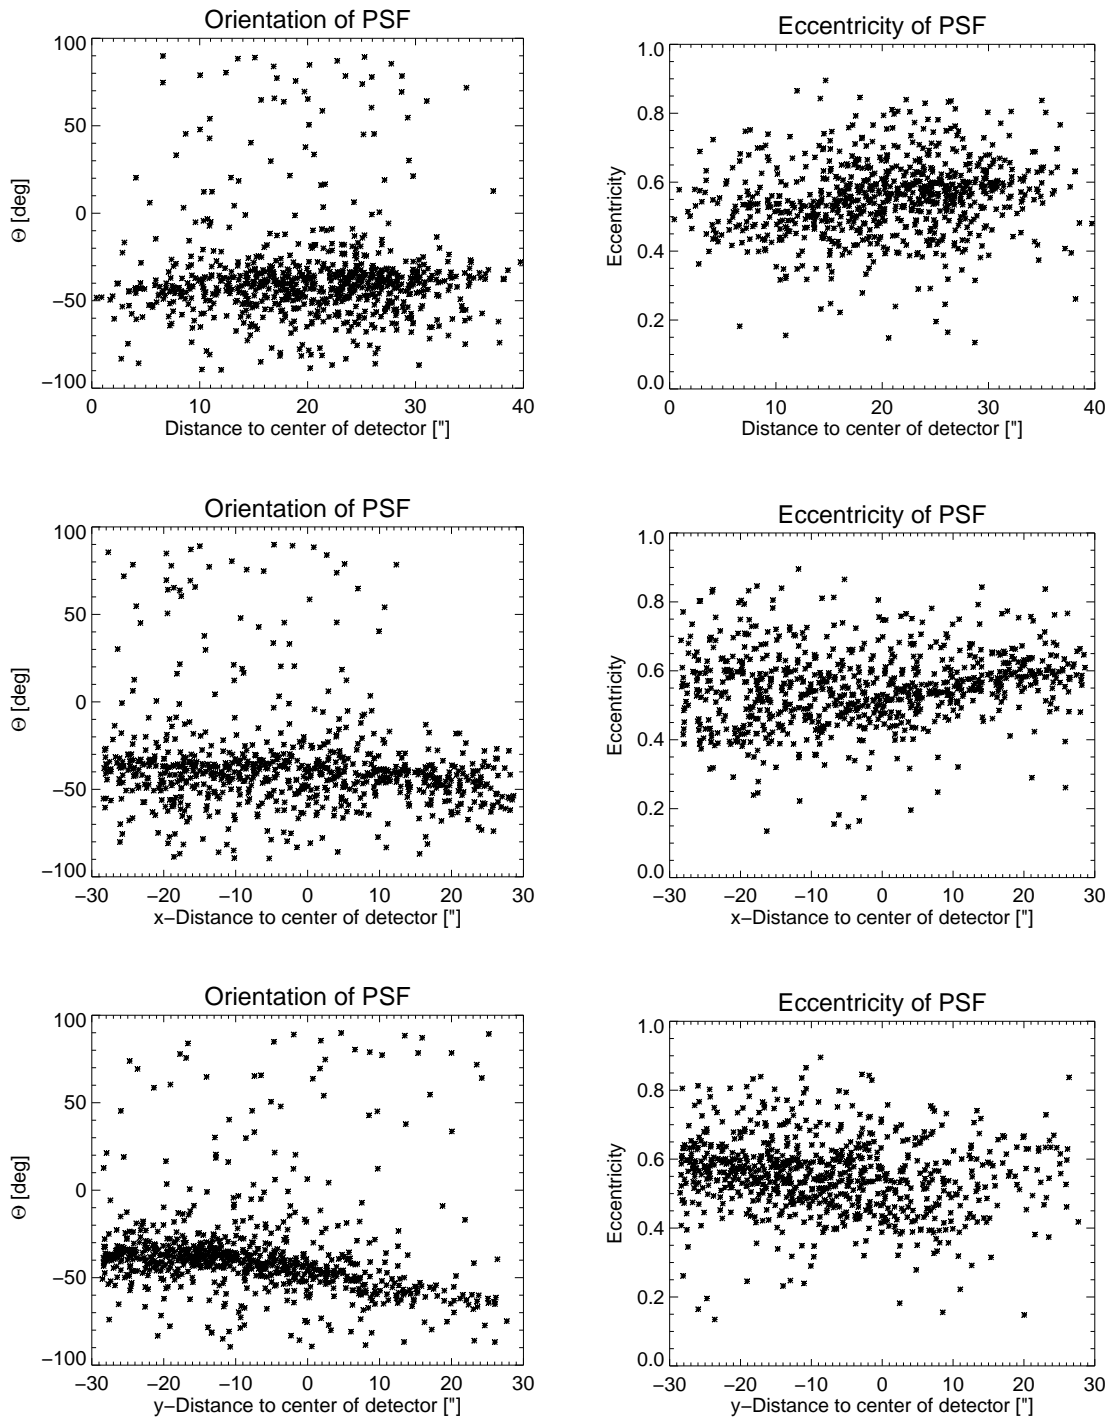 Orientation of PSF
100
50
0
−50
−100
Θ [deg]
0 10 20 30 40
Distance to center of detector ["]
Eccentricity of PSF
1.0
0.8
0.6
0.4
0.2
0.0
Eccentricity
0 10 20 30 40
Distance to center of detector ["]
Orientation of PSF
100
50
0
−50
−100
Θ [deg]
−30 −20 −10 0 10 20 30
x−Distance to center of detector ["]
Eccentricity of PSF
1.0
0.8
0.6
0.4
0.2
0.0
Eccentricity
−30 −20 −10 0 10 20 30
x−Distance to center of detector ["]
Orientation of PSF
100
50
0
−50
−100
Θ [deg]
−30 −20 −10 0 10 20 30
y−Distance to center of detector ["]
Eccentricity of PSF
1.0
0.8
0.6
0.4
0.2
0.0
Eccentricity
−30 −20 −10 0 10 20 30
y−Distance to center of detector ["]